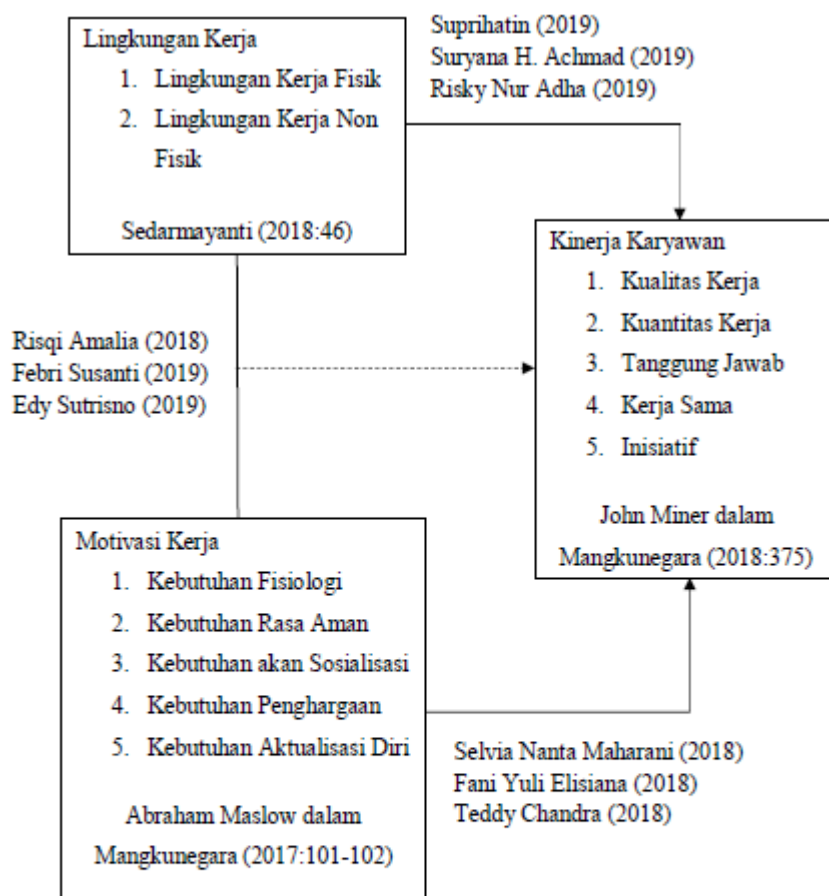 Lingkungan Kerja
1. Lingkungan Kerja Fisik
2. Lingkungan Kerja Non
Fisik
Sedarmayanti (2018:46)
Suprihatin (2019)
Suryana H. Achmad (2019)
Risky Nur Adha (2019)
Kinerja Karyawan
1. Kualitas Kerja
2. Kuantitas Kerja
3. Tanggung Jawab
4. Kerja Sama
5. Inisiatif
John Miner dalam
Mangkunegara (2018:375)
Risqi Amalia (2018)
Febri Susanti (2019)
Edy Sutrisno (2019)
Motivasi Kerja
1. Kebutuhan Fisiologi
2. Kebutuhan Rasa Aman
3. Kebutuhan akan Sosialisasi
4. Kebutuhan Penghargaan
5. Kebutuhan Aktualisasi Diri
Abraham Maslow dalam
Mangkunegara (2017:101-102)
Selvia Nanta Maharani (2018)
Fani Yuli Elisiana (2018)
Teddy Chandra (2018)